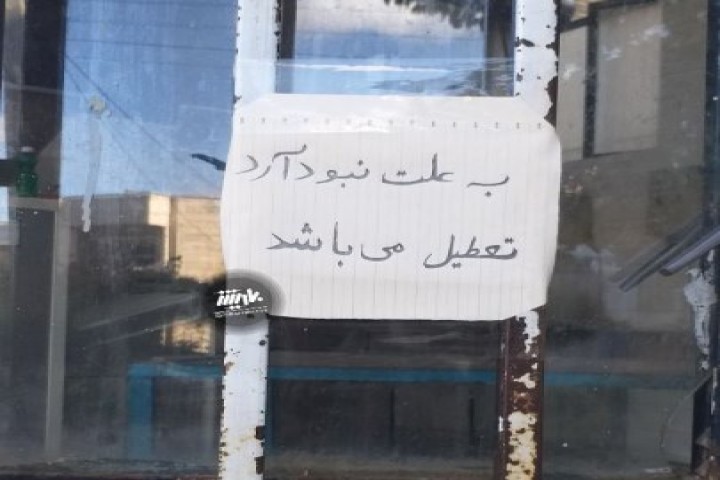 به علت نبود آرد
تعطیل می باشد